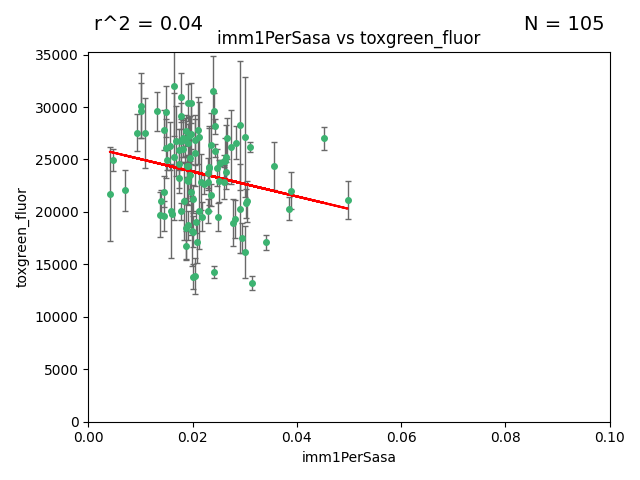 r^2 = 0.04
N = 105
imm1PerSasa vs toxgreen_fluor
35000
30000
25000
20000
15000
10000
5000
0
toxgreen_fluor
0.00
0.02
0.04
0.06
0.08
0.10
imm1PerSasa